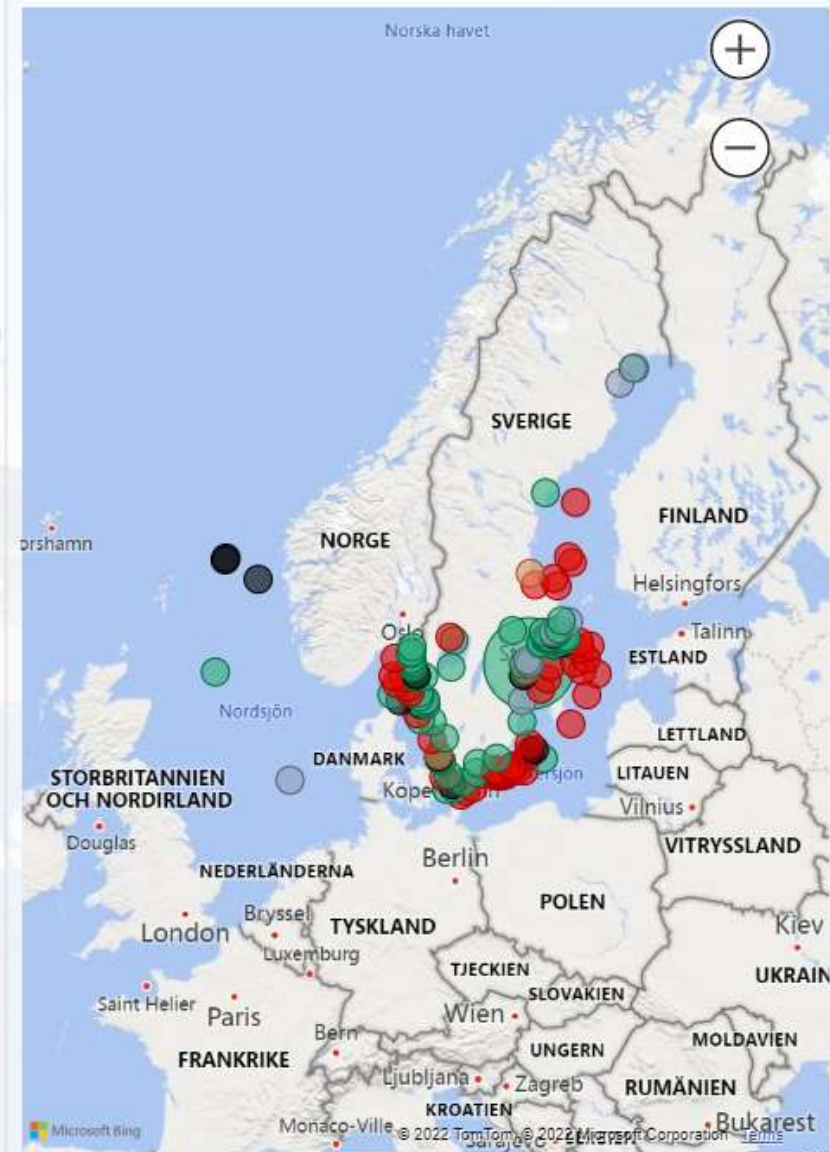 Norska havet
+
−
SVERIGE
FINLAND
NORGE
orshamn
Helsingfors
Oslo
Talinn
ESTLAND
Nordsjön
LETTLAND
DANMARK
LITAUEN
STORBRITANNIEN
OCH NORDIRLAND
Vilnius
Douglas
VITRYSSLAND
Berlin
NEDERLÄNDERNA
POLEN
Bryssel
TYSKLAND
London
Kiev
Luxemburg
TJECKIEN
UKRAIN
SLOVAKIEN
Saint Helier
Paris
Wien
Bern
MOLDAVIEN
UNGERN
FRANKRIKE
Ljubljana
Zagreb
RUMÄNIEN
KROATIEN
Bukarest
Monaco-Ville
Microsoft Bing
© 2022 TomTom, © 2022 Microsoft Corporation Terms
Sarajevo